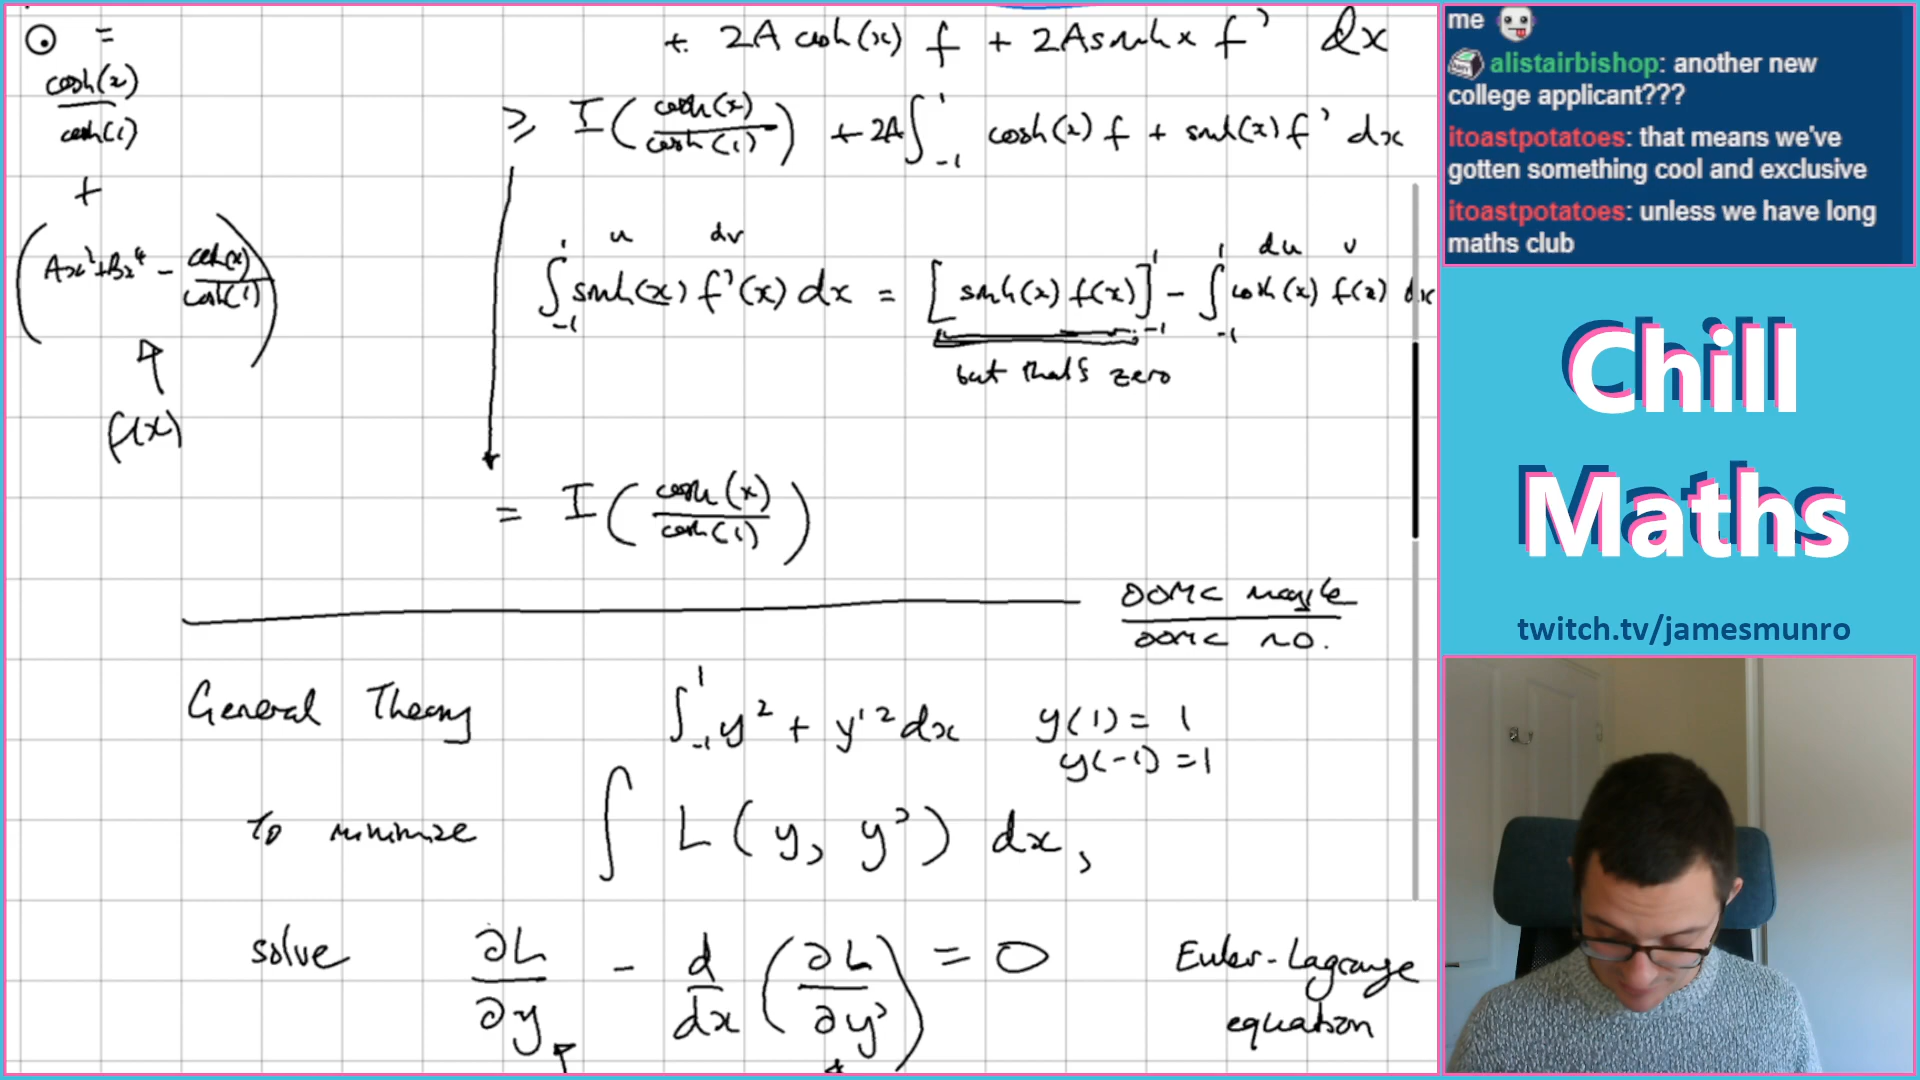 ⊙ =
cosh(x)
cosh(1)
+
(Ax²+Bx⁴ - cosh(x)/cosh(1))
f(x)
+ 2A cosh(x) f + 2A sinh x f' dx
≥ I(cosh(x)/cosh(1)) + 2A∫₋₁¹ cosh(x) f + sinh(x) f' dx
u dv
du v
∫₋₁¹ sinh(x) f'(x) dx = [sinh(x) f(x)]₋₁¹ - ∫₋₁¹ cosh(x) f(x) dx
but that's zero
= I(cosh(x)/cosh(1))
OOMC maybe
OOMC no.
General Theory
∫₋₁¹ y² + y'² dx
y(1) = 1
y(-1) = 1
to minimize
∫ L(y, y') dx,
solve
∂L/∂y - d/dx (∂L/∂y') = 0
Euler-Lagrange
equation
me
alistairbishop: another new
college applicant???
itoastpotatoes: that means we've
gotten something cool and exclusive
itoastpotatoes: unless we have long
maths club
Chill
Maths
twitch.tv/jamesmunro